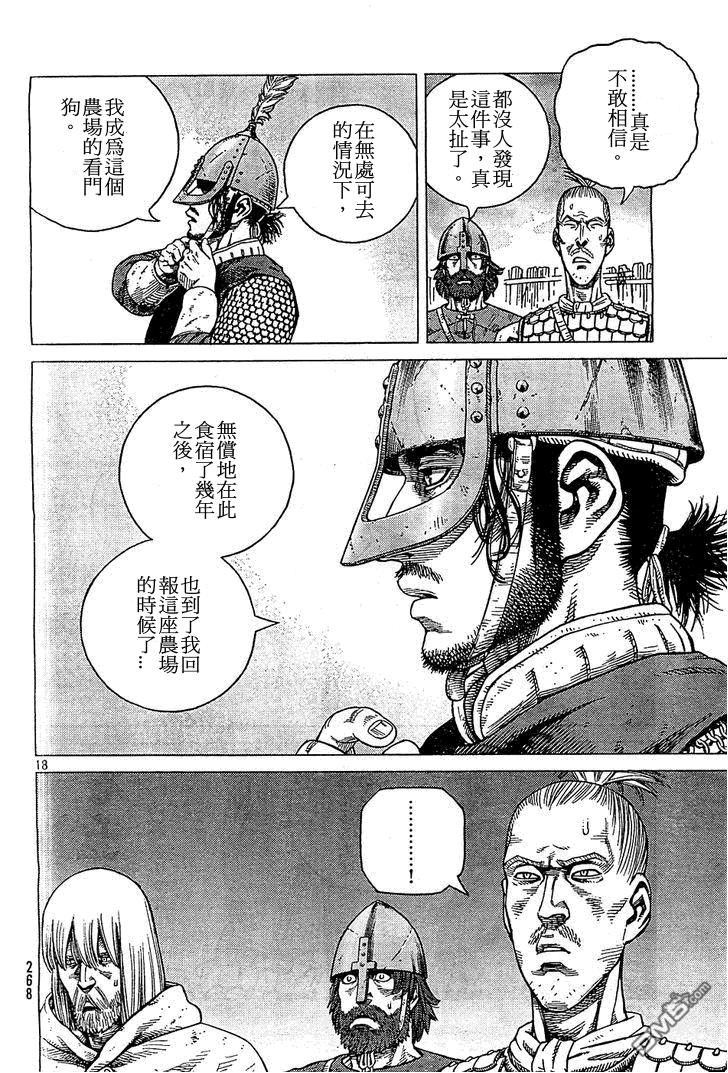 ……真是
不敢相信。
都沒人發現
這件事，真
是太扯了。
在無處可去
的情況下，
我成爲這個
農場的看門
狗。
無償地在此
食宿了幾年
之後，
也到了我回
報這座農場
的時候了…
18
………！
268
DM5.com